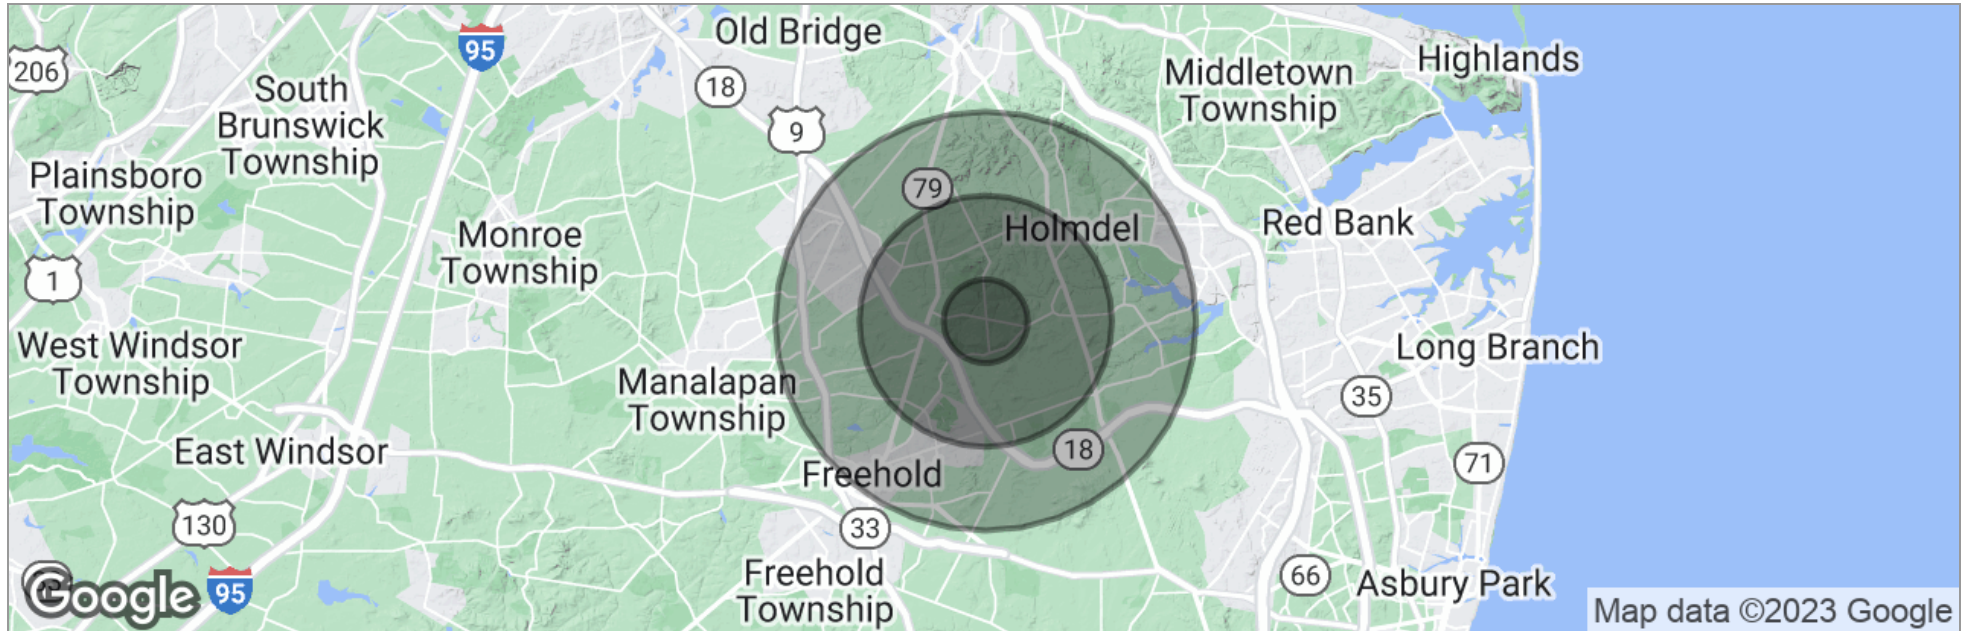 Old Bridge
95
Highlands
206
Middletown
Township
18
South
Brunswick
Township
9
Plainsboro
Township
79
Holmdel
Red Bank
Monroe
Township
1
West Windsor
Township
Long Branch
Manalapan
Township
35
East Windsor
18
71
Freehold
130
33
Freehold
Township
66
Asbury Park
Google
95
Map data ©2023 Google